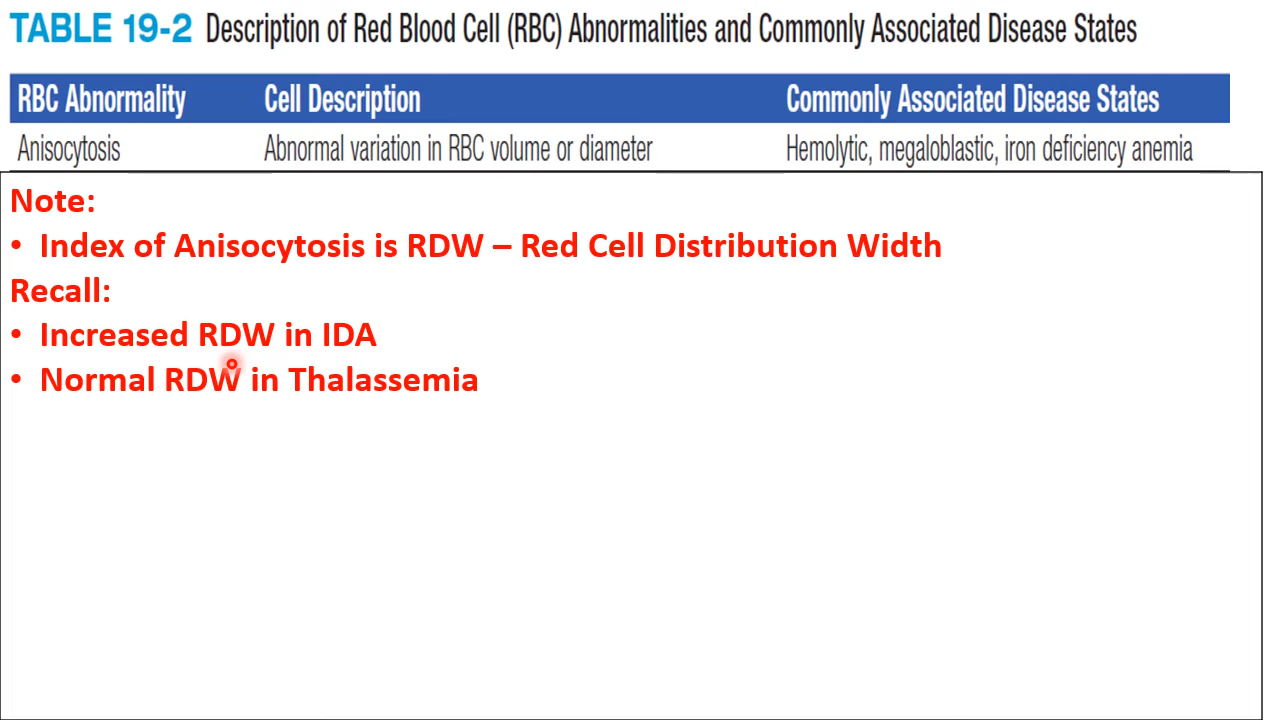 TABLE 19-2 Description of Red Blood Cell (RBC) Abnormalities and Commonly Associated Disease States
RBC Abnormality Cell Description Commonly Associated Disease States
Anisocytosis Abnormal variation in RBC volume or diameter Hemolytic, megaloblastic, iron deficiency anemia
Note:
• Index of Anisocytosis is RDW – Red Cell Distribution Width
Recall:
• Increased RDW in IDA
• Normal RDW in Thalassemia